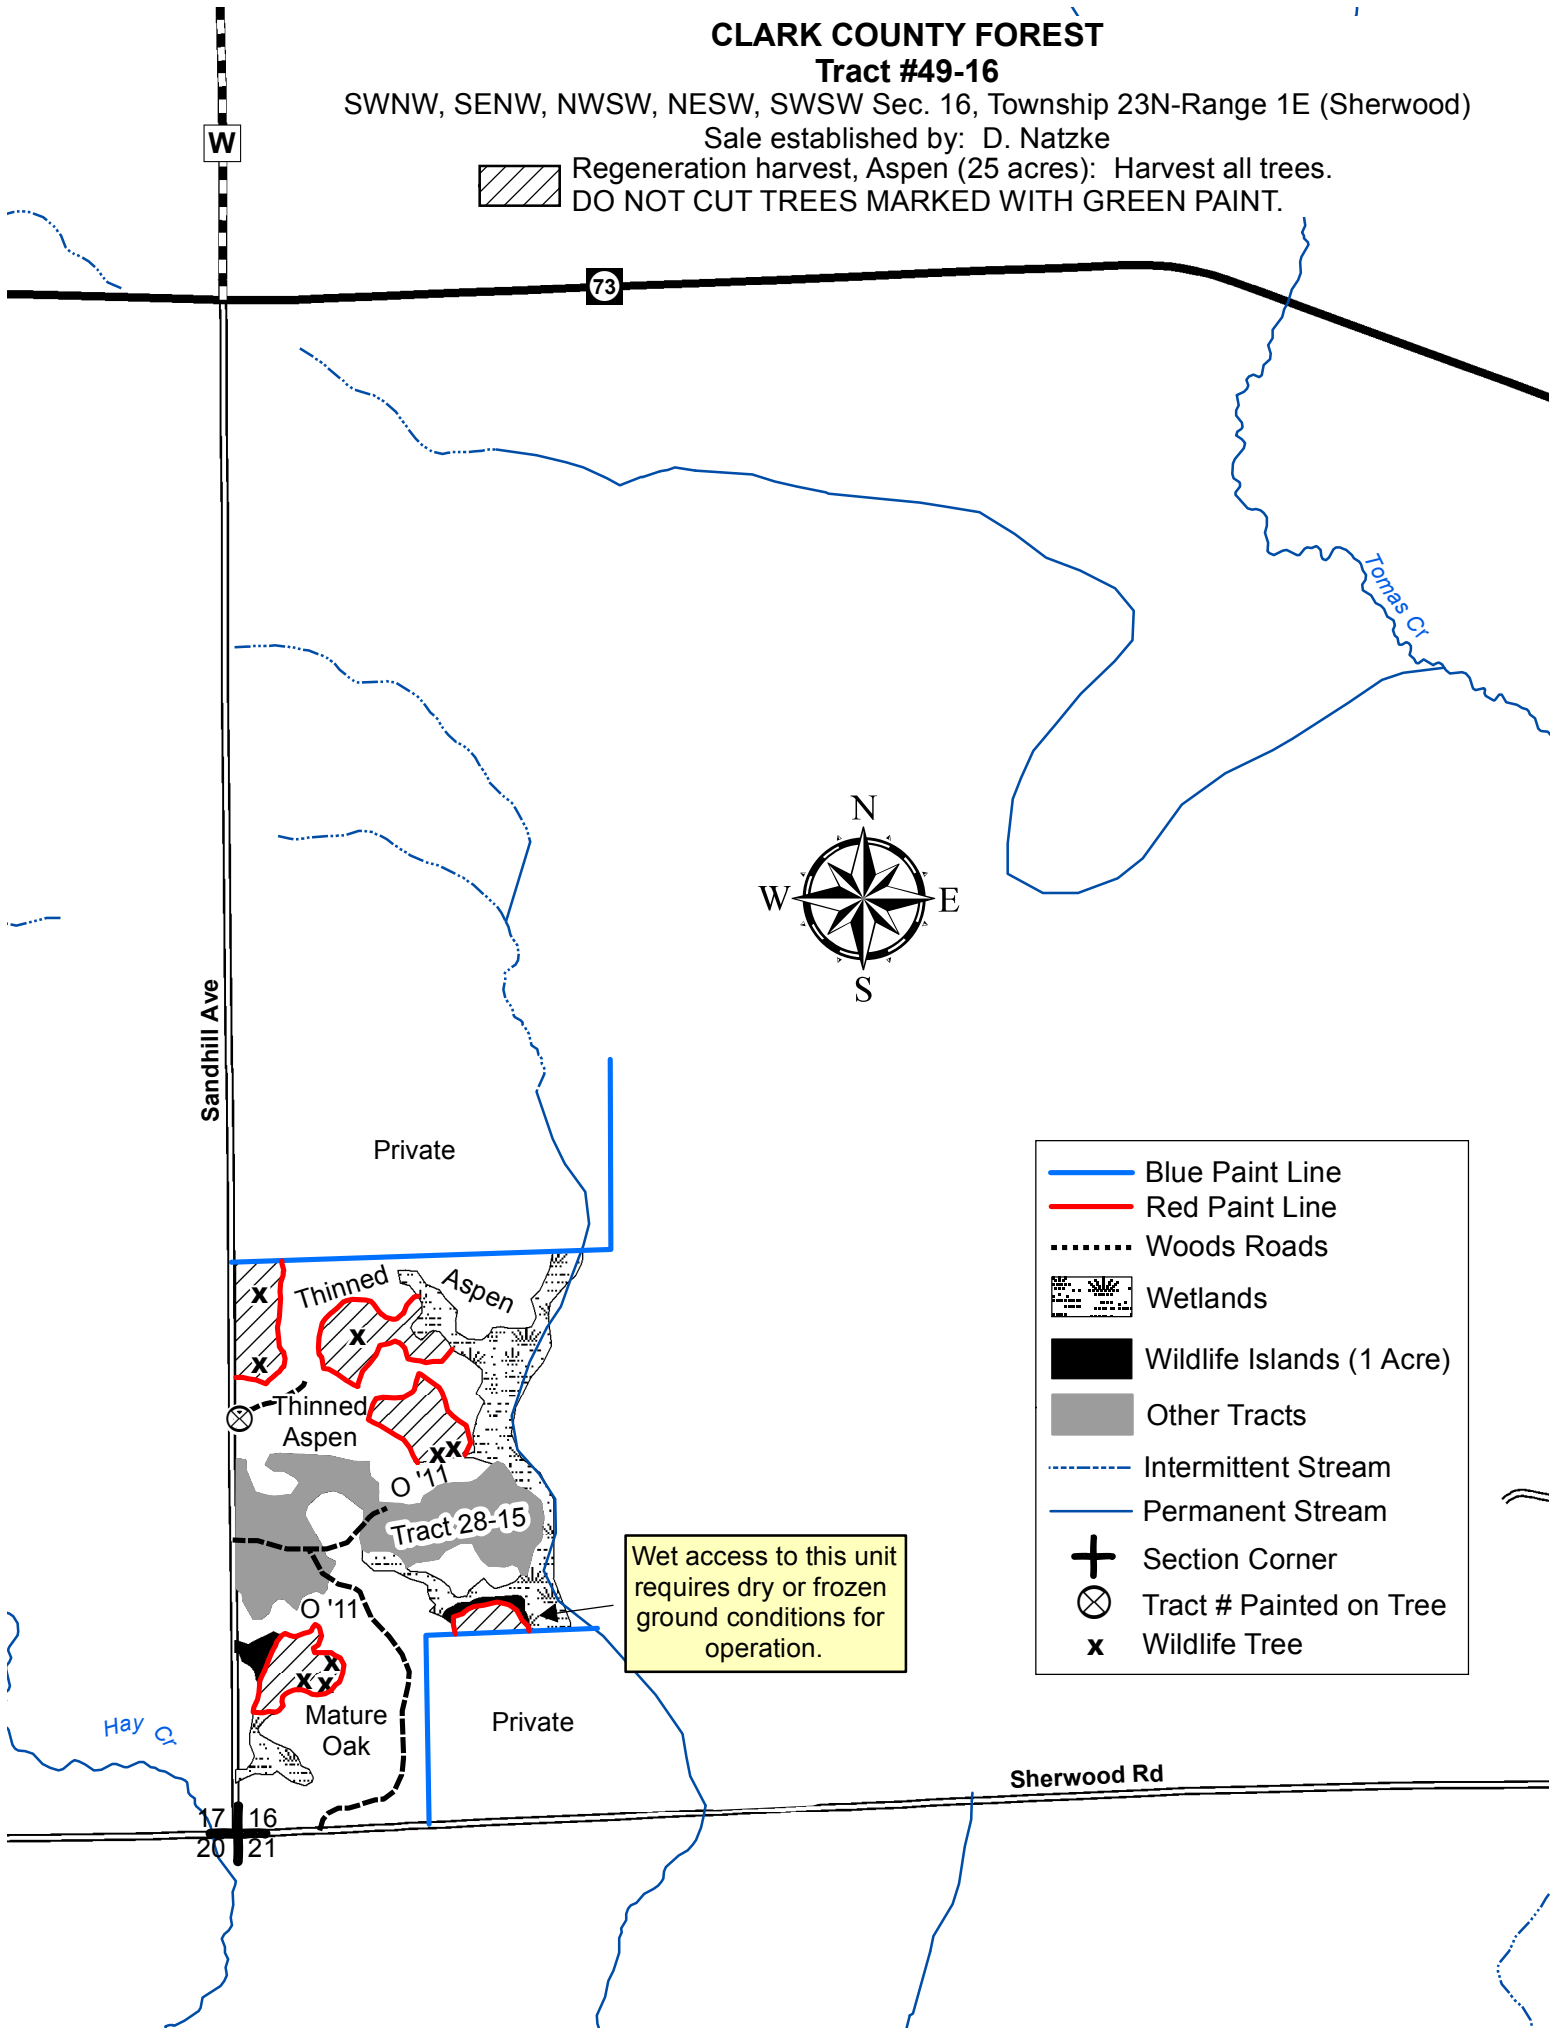 CLARK COUNTY FOREST
Tract #49-16
SWNW, SENW, NWSW, NESW, SWSW Sec. 16, Township 23N-Range 1E (Sherwood)
Sale established by: D. Natzke
Regeneration harvest, Aspen (25 acres): Harvest all trees.
DO NOT CUT TREES MARKED WITH GREEN PAINT.
W
73
Tomas Cr
N
W
E
S
Sandhill Ave
Private
Thinned
Aspen
x
x
x
Thinned
Aspen
x
x
O '11
Tract 28-15
Wet access to this unit
requires dry or frozen
ground conditions for
operation.
O '11
x
x
x
Mature
Oak
Private
Hay Cr
Sherwood Rd
17 16
20 21
Blue Paint Line
Red Paint Line
Woods Roads
Wetlands
Wildlife Islands (1 Acre)
Other Tracts
Intermittent Stream
Permanent Stream
Section Corner
Tract # Painted on Tree
x Wildlife Tree